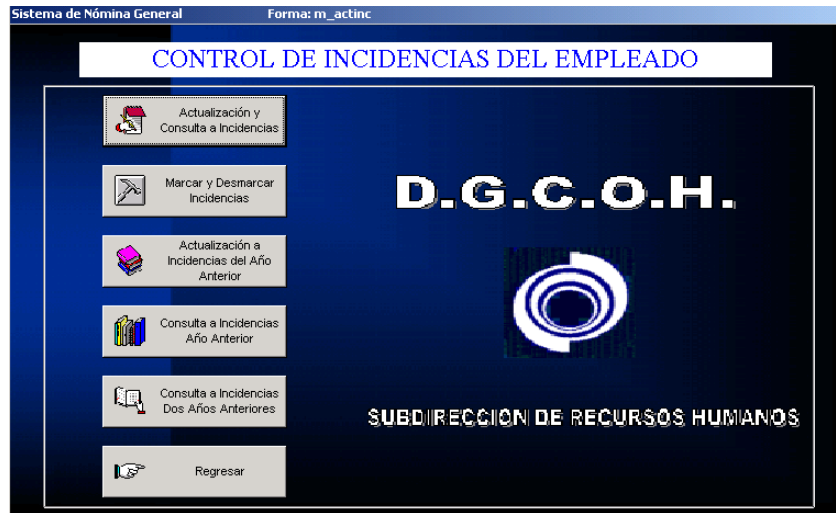 Sistema de Nómina General Forma: m_actinc
CONTROL DE INCIDENCIAS DEL EMPLEADO
Actualización y
Consulta a Incidencias
Marcar y Desmarcar
Incidencias
Actualización a
Incidencias del Año
Anterior
Consulta a Incidencias
Año Anterior
Consulta a Incidencias
Dos Años Anteriores
Regresar
D.G.C.O.H.
SUBDIRECCION DE RECURSOS HUMANOS